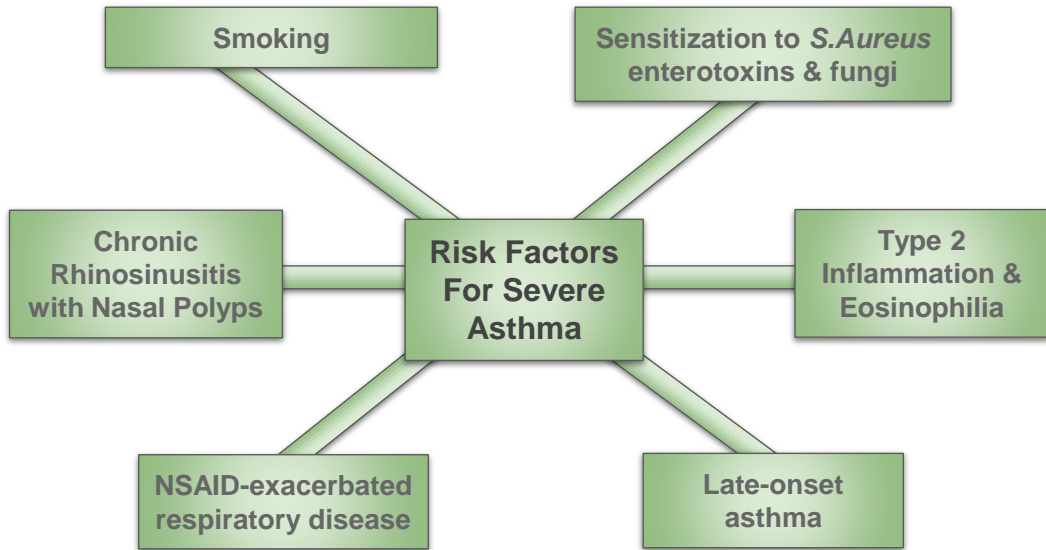 Smoking
Sensitization to S.Aureus
enterotoxins & fungi
Chronic
Rhinosinusitis
with Nasal Polyps
Risk Factors
For Severe
Asthma
Type 2
Inflammation &
Eosinophilia
NSAID-exacerbated
respiratory disease
Late-onset
asthma